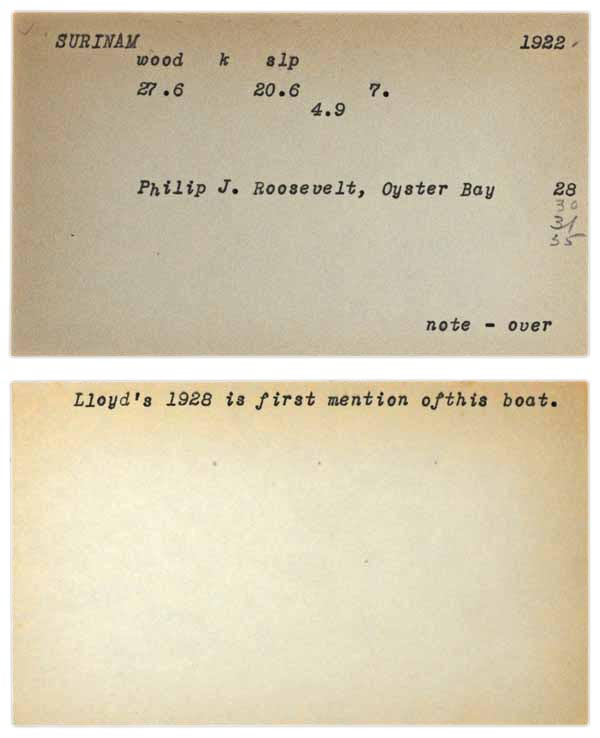 SURINAM 1922
wood k slp
27.6 20.6 7.
4.9
Philip J. Roosevelt, Oyster Bay 28
30
31
35
note - over
Lloyd's 1928 is first mention ofthis boat.